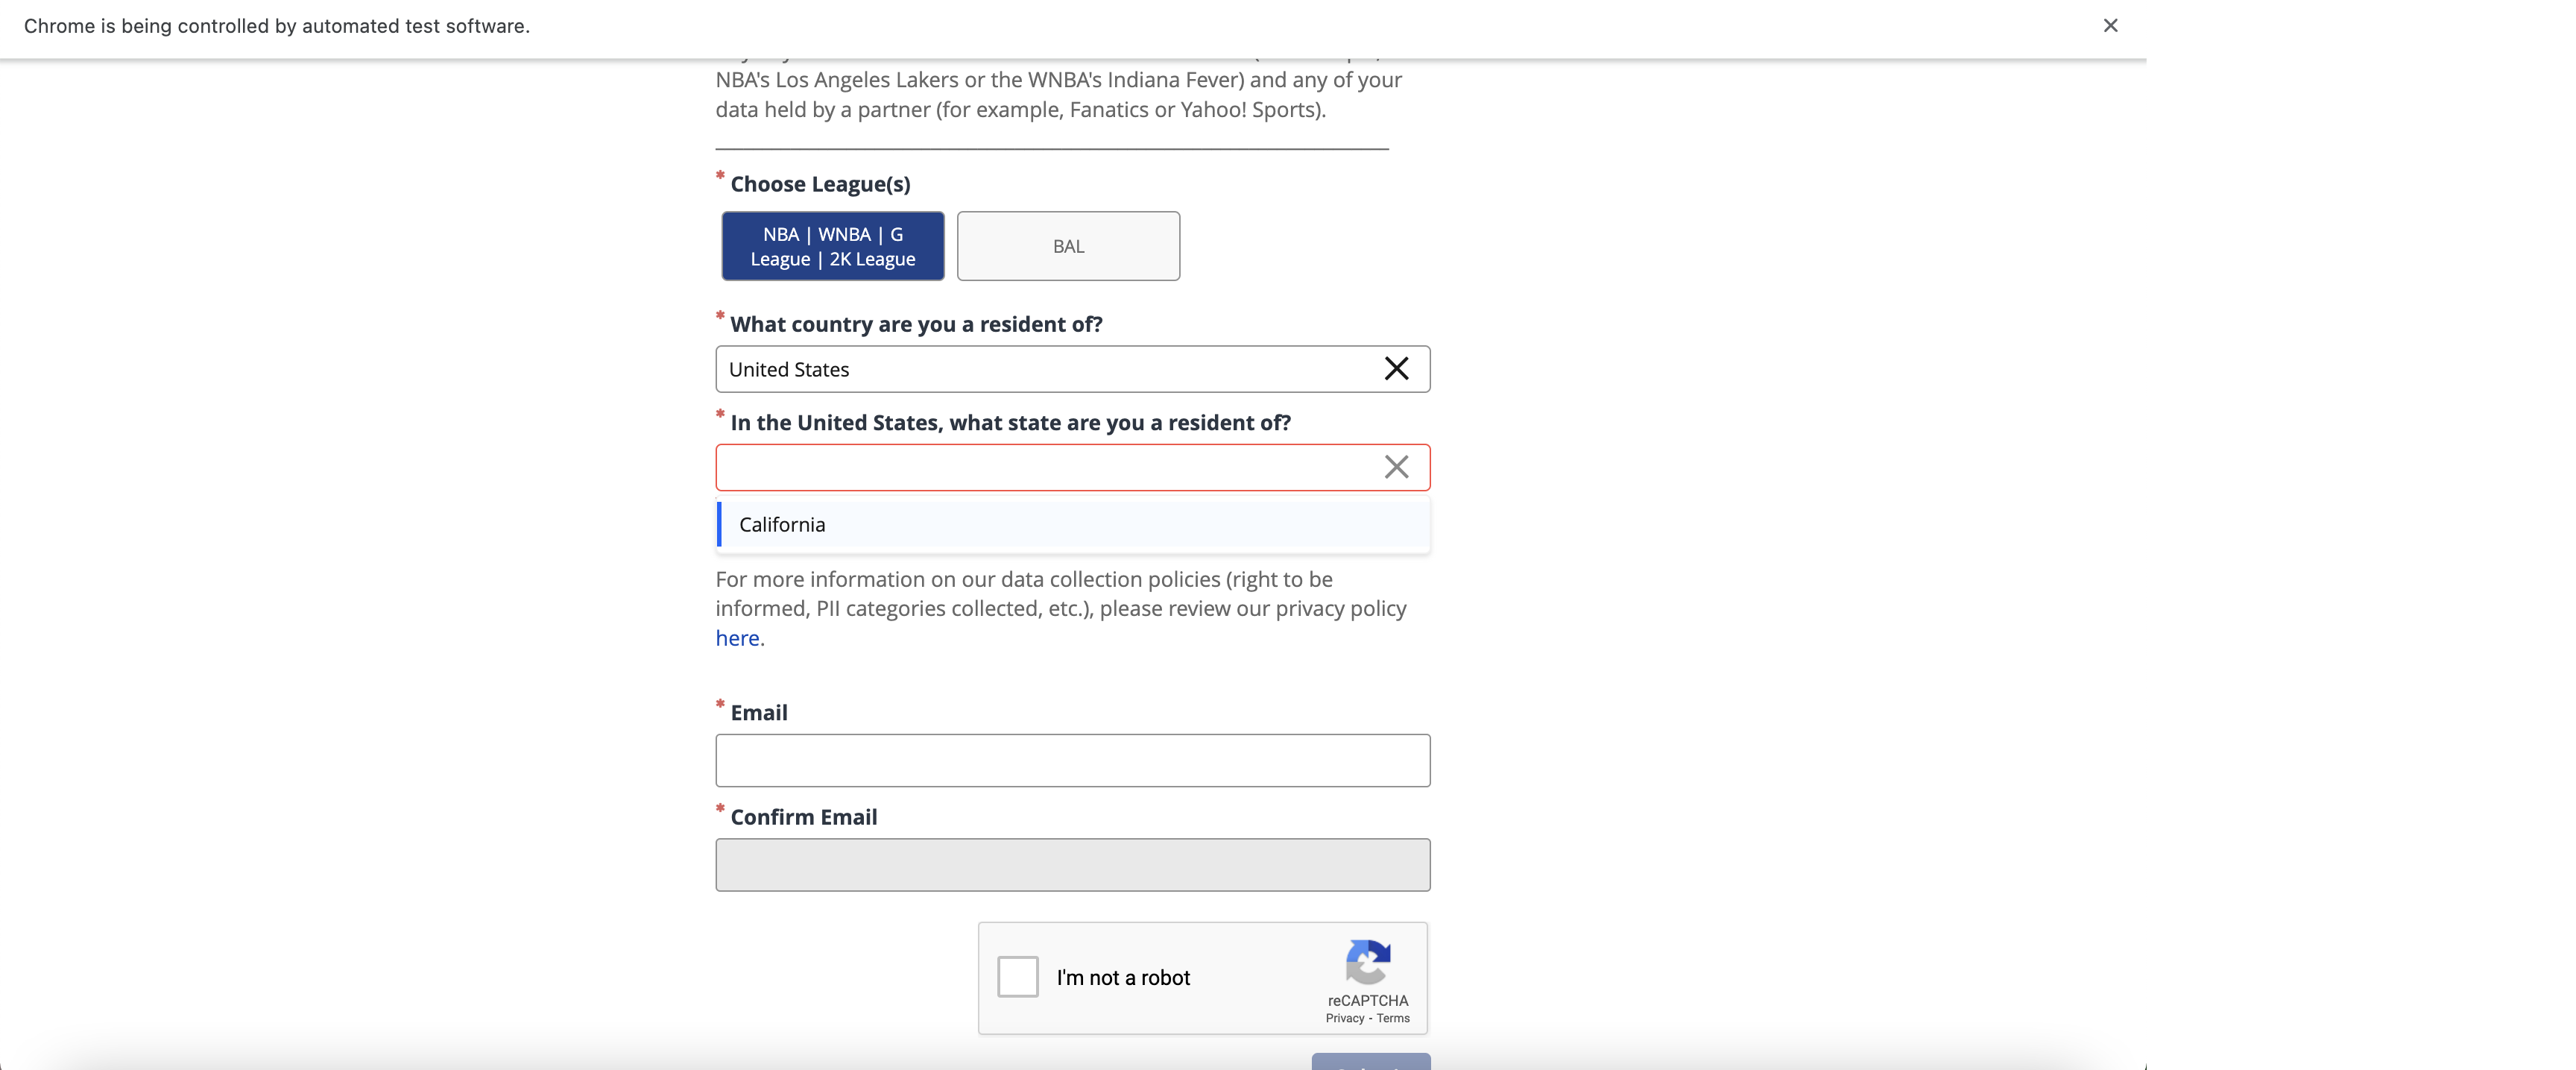 Chrome is being controlled by automated test software.
NBA's Los Angeles Lakers or the WNBA's Indiana Fever) and any of your
data held by a partner (for example, Fanatics or Yahoo! Sports).
* Choose League(s)
NBA | WNBA | G
League | 2K League
BAL
* What country are you a resident of?
United States
* In the United States, what state are you a resident of?
California
For more information on our data collection policies (right to be
informed, PII categories collected, etc.), please review our privacy policy
here.
* Email
* Confirm Email
I'm not a robot
reCAPTCHA
Privacy - Terms